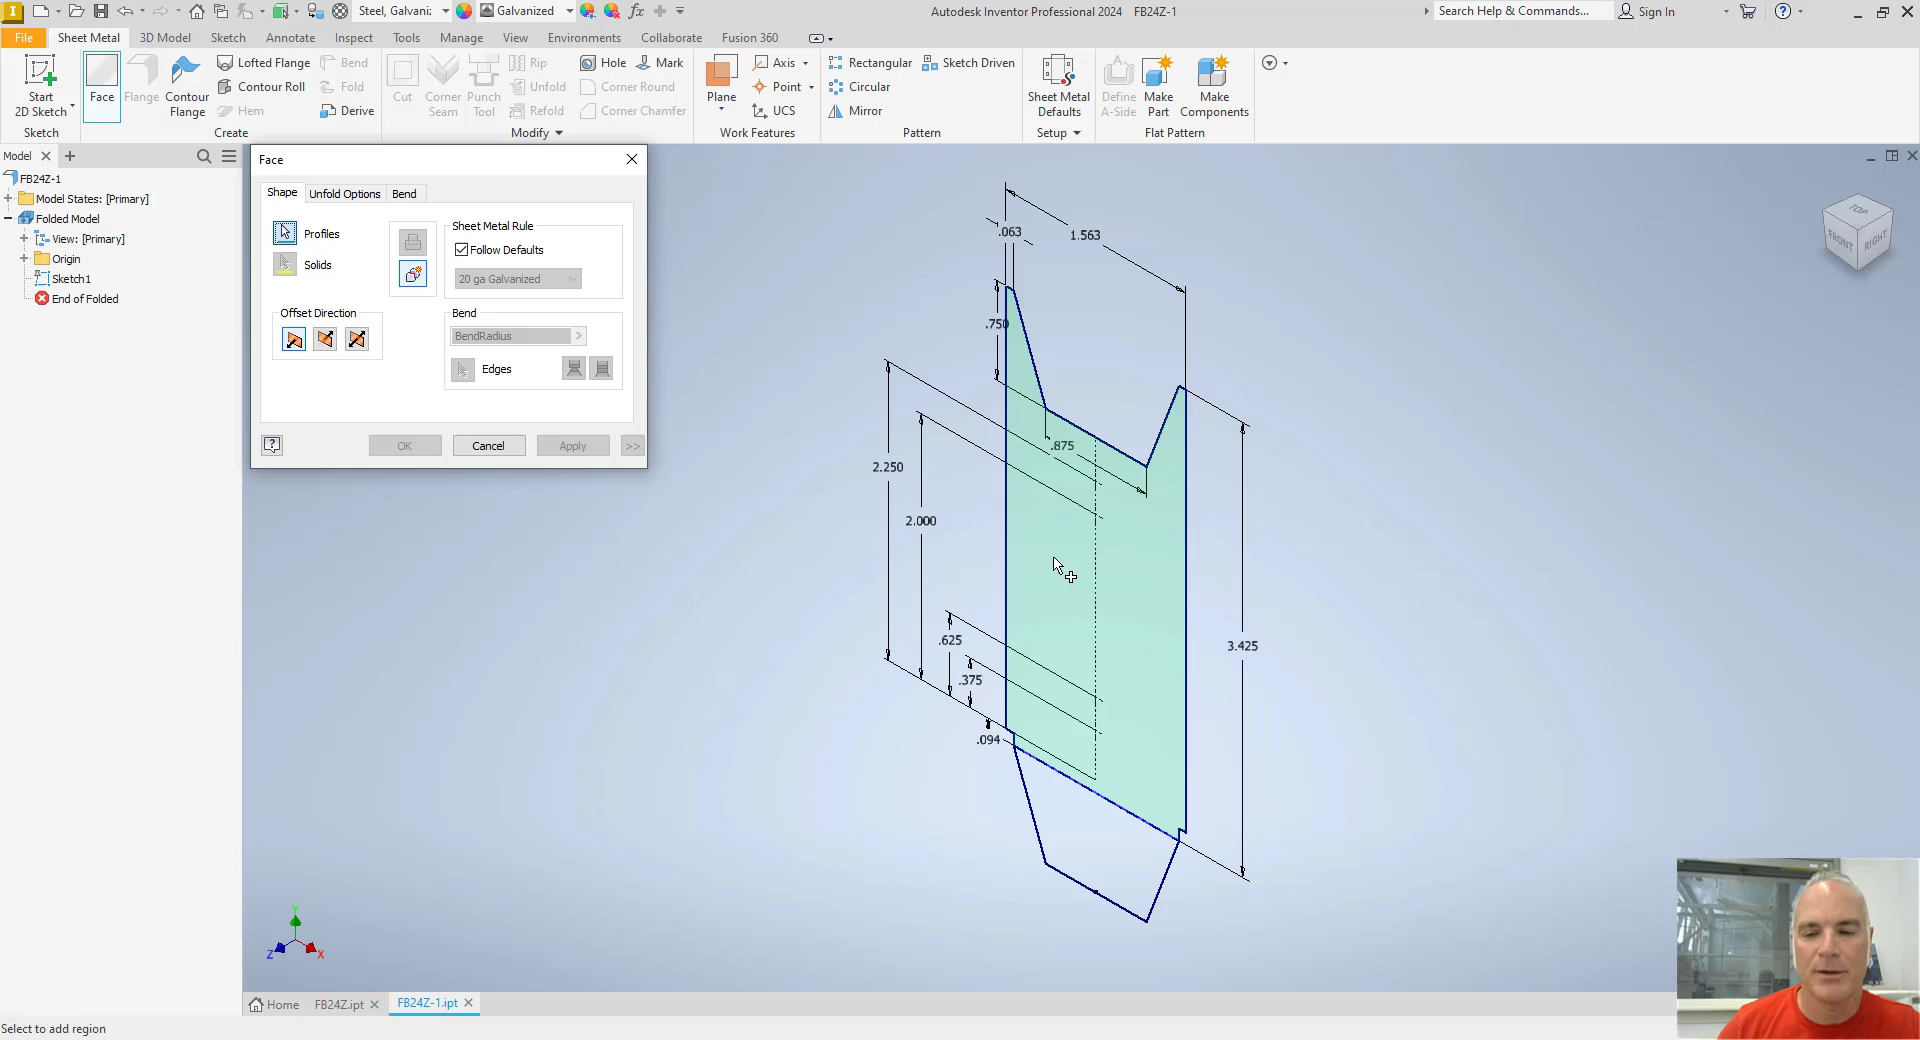 Steel, Galvani:
Galvanized
fx
Autodesk Inventor Professional 2024 FB24Z-1
Search Help & Commands...
Sign In
File
Sheet Metal
3D Model
Sketch
Annotate
Inspect
Tools
Manage
View
Environments
Collaborate
Fusion 360
Start
2D Sketch
Face
Flange
Contour
Flange
Lofted Flange
Contour Roll
Hem
Bend
Fold
Derive
Cut
Corner
Seam
Punch
Tool
Rip
Unfold
Refold
Hole
Mark
Corner Round
Corner Chamfer
Plane
Axis
Point
UCS
Rectangular
Circular
Mirror
Sketch Driven
Sheet Metal
Defaults
Define
A-Side
Make
Part
Make
Components
Sketch
Create
Modify
Work Features
Pattern
Setup
Flat Pattern
Model
FB24Z-1
Model States: [Primary]
Folded Model
View: [Primary]
Origin
Sketch1
End of Folded
Face
Shape
Unfold Options
Bend
Profiles
Solids
Sheet Metal Rule
Follow Defaults
20 ga Galvanized
Offset Direction
Bend
BendRadius
Edges
OK
Cancel
Apply
>>
.063
1.563
.750
.875
2.250
2.000
.625
.375
.094
3.425
TOP
FRONT
RIGHT
Y
Z
X
Home
FB24Z.ipt
FB24Z-1.ipt
Select to add region